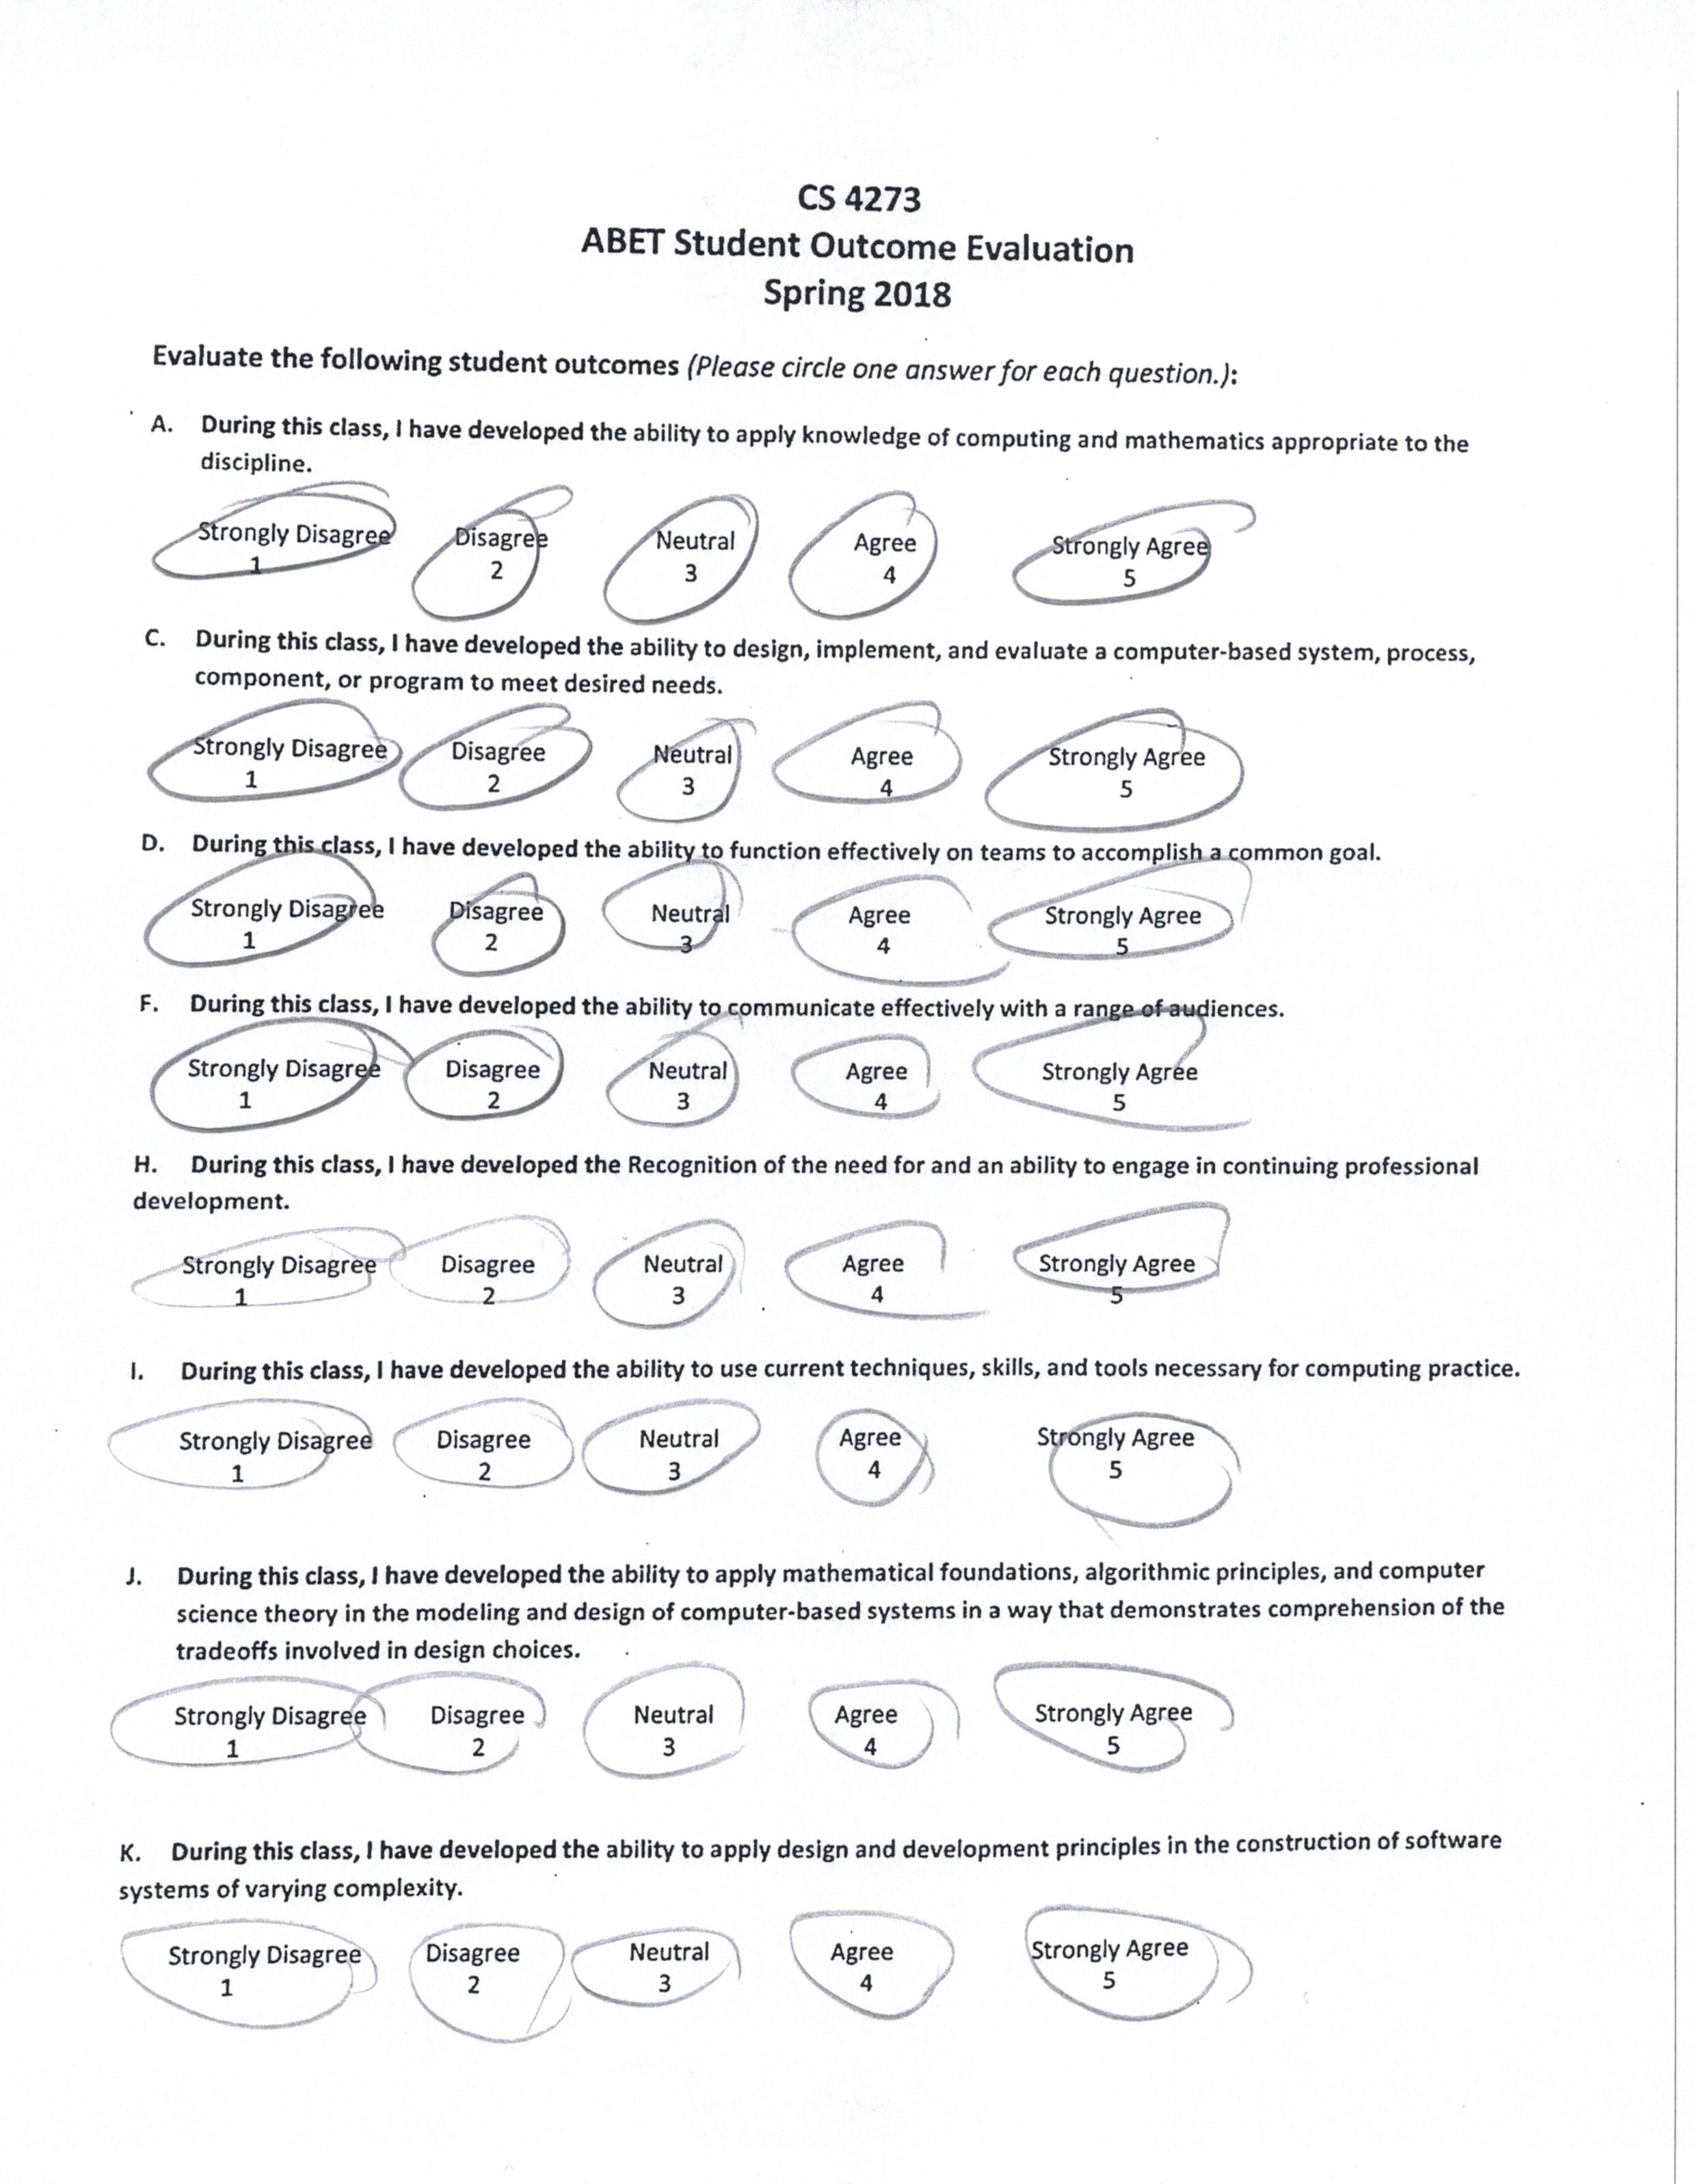 CS 4273
ABET Student Outcome Evaluation
Spring 2018
Evaluate the following student outcomes (Please circle one answer for each question.):
A. During this class, I have developed the ability to apply knowledge of computing and mathematics appropriate to the
discipline.
Strongly Disagree Disagree Neutral Agree Strongly Agree
1 2 3 4 5
C. During this class, I have developed the ability to design, implement, and evaluate a computer-based system, process,
component, or program to meet desired needs.
Strongly Disagree Disagree Neutral Agree Strongly Agree
1 2 3 4 5
D. During this class, I have developed the ability to function effectively on teams to accomplish a common goal.
Strongly Disagree Disagree Neutral Agree Strongly Agree
1 2 3 4 5
F. During this class, I have developed the ability to communicate effectively with a range of audiences.
Strongly Disagree Disagree Neutral Agree Strongly Agree
1 2 3 4 5
H. During this class, I have developed the Recognition of the need for and an ability to engage in continuing professional
development.
Strongly Disagree Disagree Neutral Agree Strongly Agree
1 2 3 4 5
I. During this class, I have developed the ability to use current techniques, skills, and tools necessary for computing practice.
Strongly Disagree Disagree Neutral Agree Strongly Agree
1 2 3 4 5
J. During this class, I have developed the ability to apply mathematical foundations, algorithmic principles, and computer
science theory in the modeling and design of computer-based systems in a way that demonstrates comprehension of the
tradeoffs involved in design choices.
Strongly Disagree Disagree Neutral Agree Strongly Agree
1 2 3 4 5
K. During this class, I have developed the ability to apply design and development principles in the construction of software
systems of varying complexity.
Strongly Disagree Disagree Neutral Agree Strongly Agree
1 2 3 4 5